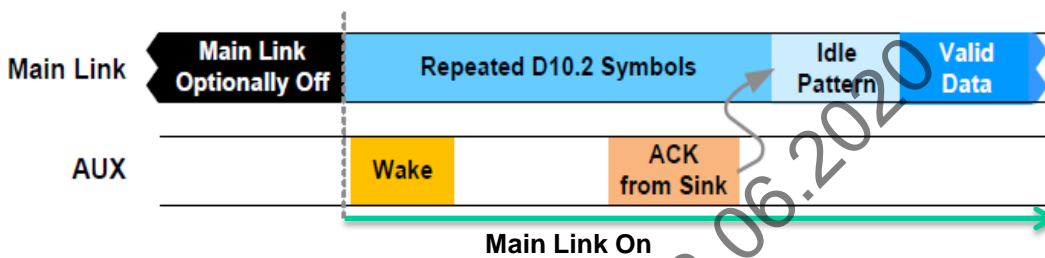 Main Link
Main Link
Optionally Off
Repeated D10.2 Symbols
Idle
Pattern
Valid
Data
AUX
Wake
ACK
from Sink
Main Link On
06.2020